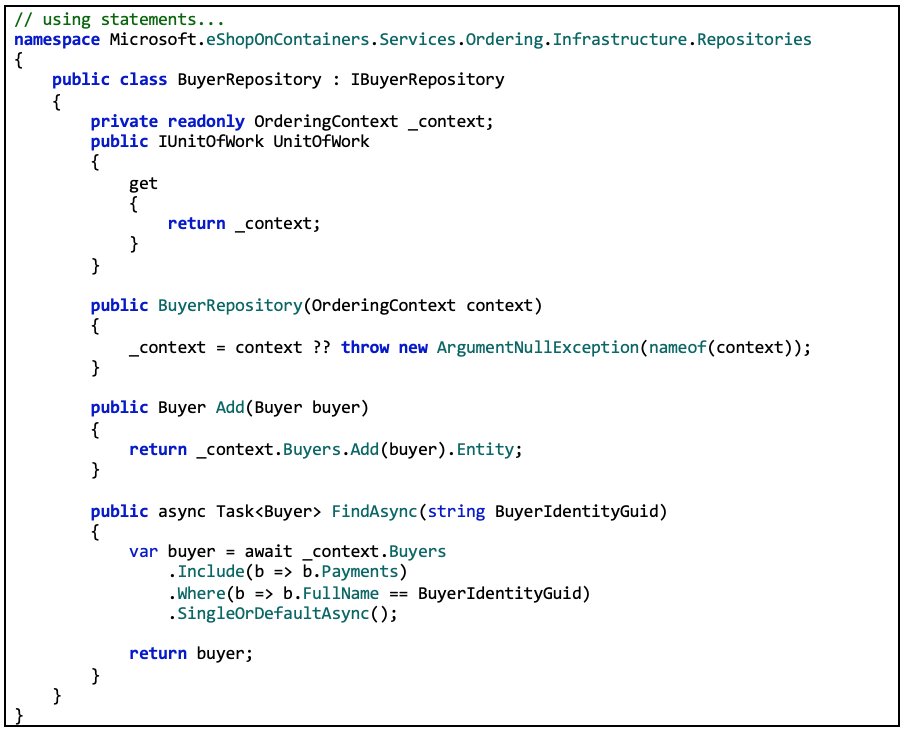 // using statements...
namespace Microsoft.eShopOnContainers.Services.Ordering.Infrastructure.Repositories
{
    public class BuyerRepository : IBuyerRepository
    {
        private readonly OrderingContext _context;
        public IUnitOfWork UnitOfWork
        {
            get
            {
                return _context;
            }
        }

        public BuyerRepository(OrderingContext context)
        {
            _context = context ?? throw new ArgumentNullException(nameof(context));
        }

        public Buyer Add(Buyer buyer)
        {
            return _context.Buyers.Add(buyer).Entity;
        }

        public async Task<Buyer> FindAsync(string BuyerIdentityGuid)
        {
            var buyer = await _context.Buyers
                .Include(b => b.Payments)
                .Where(b => b.FullName == BuyerIdentityGuid)
                .SingleOrDefaultAsync();

            return buyer;
        }
    }
}